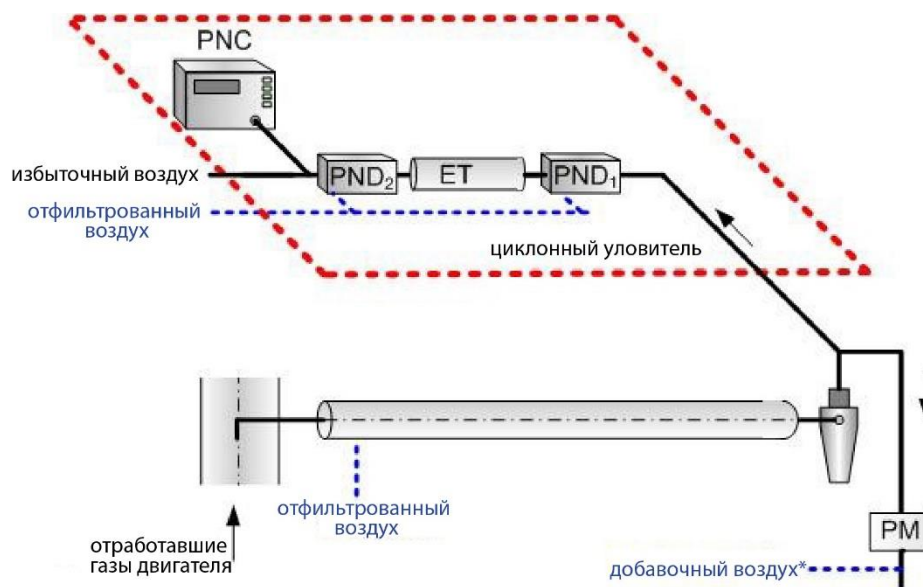 PNC
избыточный воздух
PND₂
ET
PND₁
отфильтрованный
воздух
циклонный уловитель
отфильтрованный
воздух
отработавшие
газы двигателя
PM
добавочный воздух*